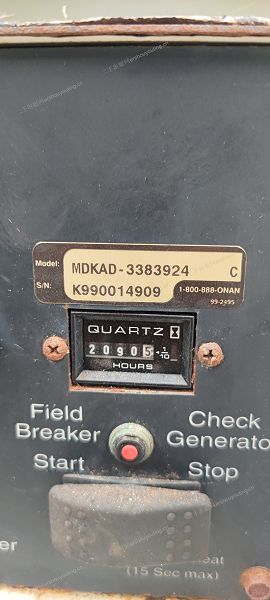 Model: MDKAD-3383924 C
S/N: K990014909 1-800-888-ONAN
99-2495
QUARTZ
20905 1/10
HOURS
Field Breaker
Check Generator
Start Stop
(15 Sec max)